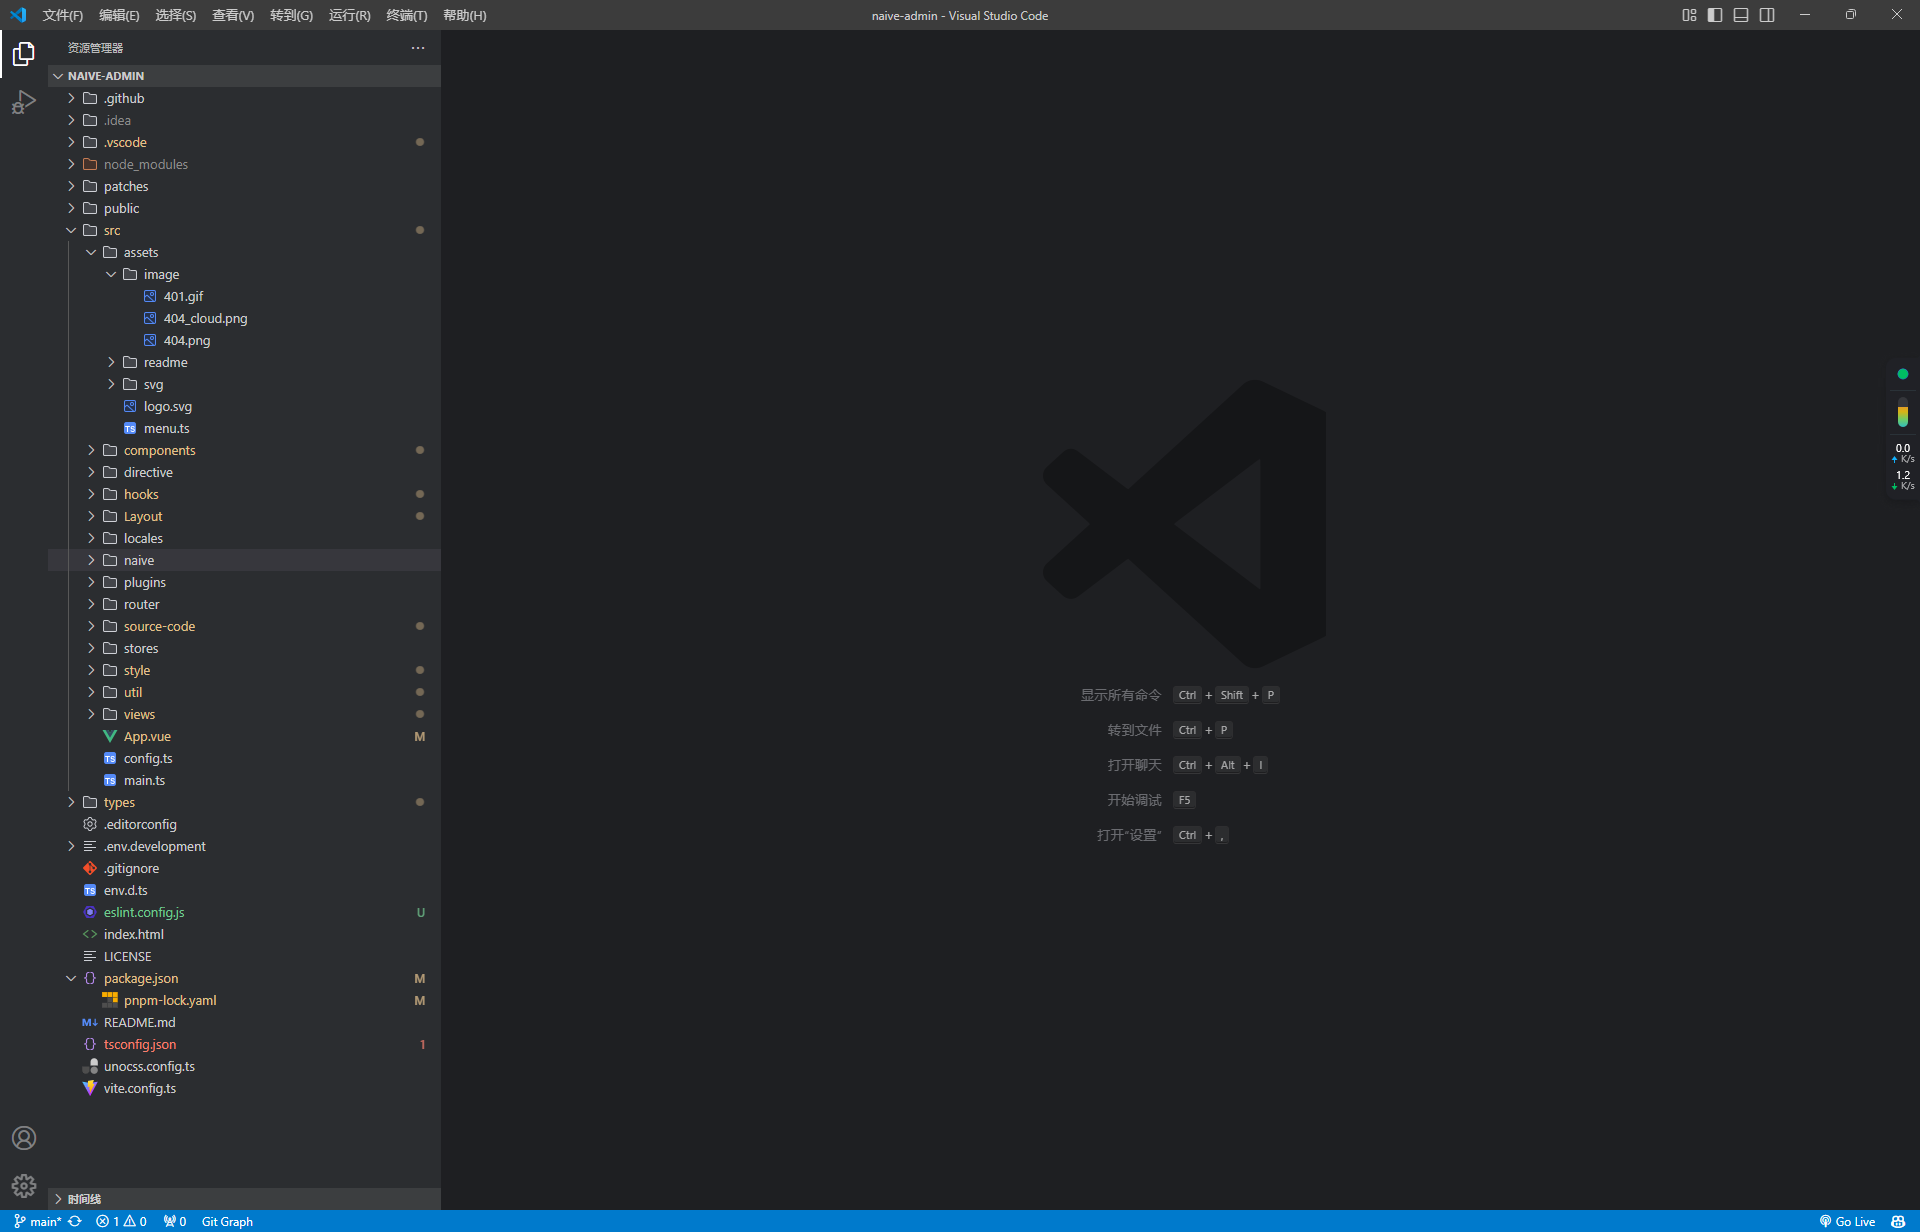 文件(F) 编辑(E) 选择(S) 查看(V) 转到(G) 运行(R) 终端(T) 帮助(H)
naive-admin - Visual Studio Code
资源管理器
NAIVE-ADMIN
.github
.idea
.vscode
node_modules
patches
public
src
assets
image
401.gif
404_cloud.png
404.png
readme
svg
logo.svg
TS menu.ts
components
directive
hooks
Layout
locales
naive
plugins
router
source-code
stores
style
util
views
App.vue M
TS config.ts
TS main.ts
types
.editorconfig
.env.development
.gitignore
TS env.d.ts
eslint.config.js U
<> index.html
LICENSE
{} package.json M
pnpm-lock.yaml M
M↓ README.md
{} tsconfig.json 1
unocss.config.ts
vite.config.ts
时间线
显示所有命令 Ctrl + Shift + P
转到文件 Ctrl + P
打开聊天 Ctrl + Alt + I
开始调试 F5
打开“设置” Ctrl + ,
0.0
↑ K/s
1.2
↓ K/s
main* 1 0 0 Git Graph
Go Live